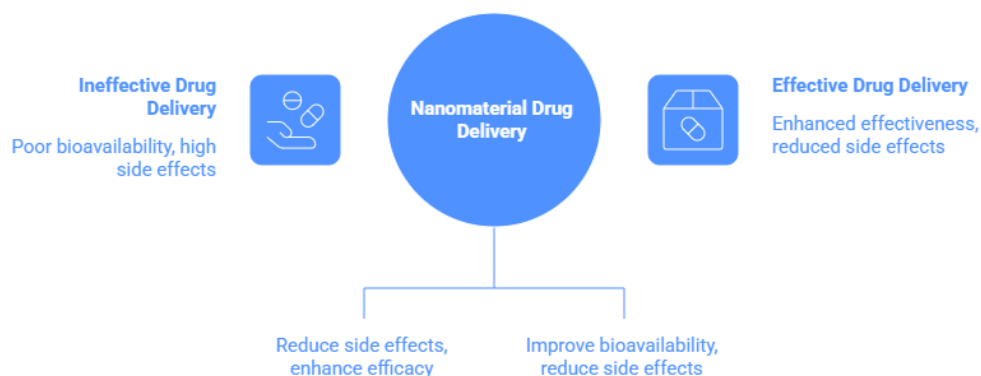 Ineffective Drug
Delivery
Poor bioavailability, high
side effects
Nanomaterial Drug
Delivery
Effective Drug Delivery
Enhanced effectiveness,
reduced side effects
Reduce side effects,
enhance efficacy
Improve bioavailability,
reduce side effects